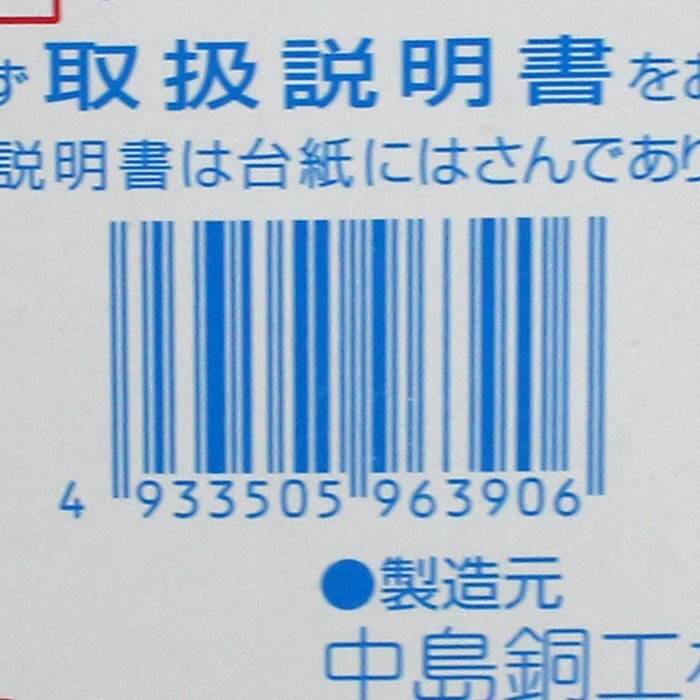 ず取扱説明書をお
説明書は台紙にはさんであり
4 933505 963906
●製造元
中島銅工